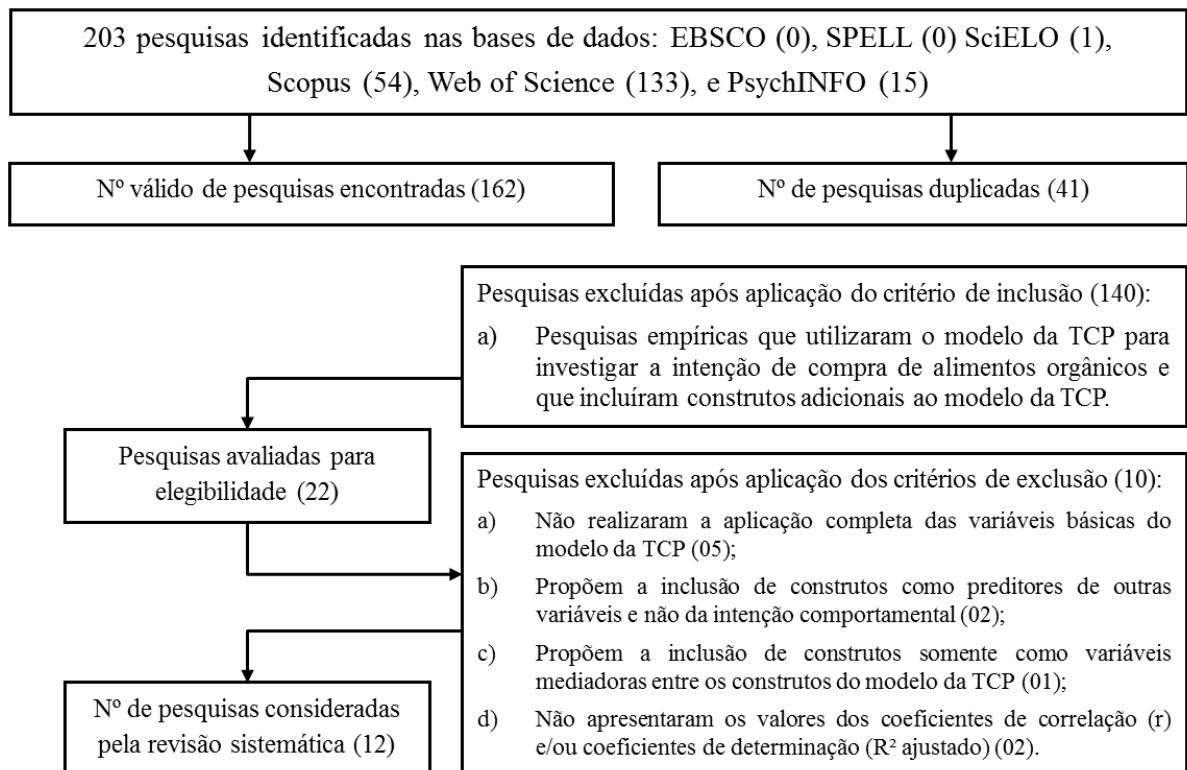 203 pesquisas identificadas nas bases de dados: EBSCO (0), SPELL (0) SciELO (1),
Scopus (54), Web of Science (133), e PsychINFO (15)
Nº válido de pesquisas encontradas (162)
Nº de pesquisas duplicadas (41)
Pesquisas excluídas após aplicação do critério de inclusão (140):
a) Pesquisas empíricas que utilizaram o modelo da TCP para
investigar a intenção de compra de alimentos orgânicos e
que incluíram construtos adicionais ao modelo da TCP.
Pesquisas avaliadas para
elegibilidade (22)
Pesquisas excluídas após aplicação dos critérios de exclusão (10):
a) Não realizaram a aplicação completa das variáveis básicas do
modelo da TCP (05);
b) Propõem a inclusão de construtos como preditores de outras
variáveis e não da intenção comportamental (02);
c) Propõem a inclusão de construtos somente como variáveis
mediadoras entre os construtos do modelo da TCP (01);
d) Não apresentaram os valores dos coeficientes de correlação (r)
e/ou coeficientes de determinação (R² ajustado) (02).
Nº de pesquisas consideradas
pela revisão sistemática (12)